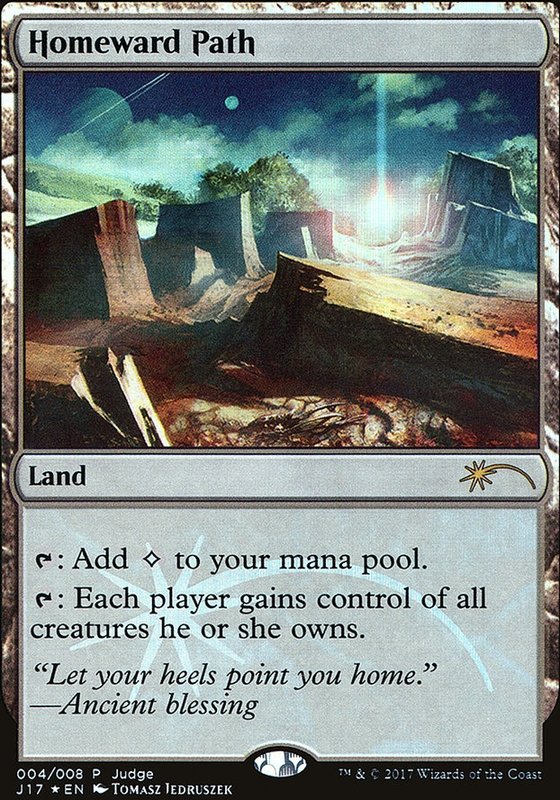 Homeward Path
Land
: Add to your mana pool.
: Each player gains control of all
creatures he or she owns.
“Let your heels point you home.”
—Ancient blessing
004/008 P Judge
J17 ★ EN Tomasz Jedruszek
™ & © 2017 Wizards of the Coast